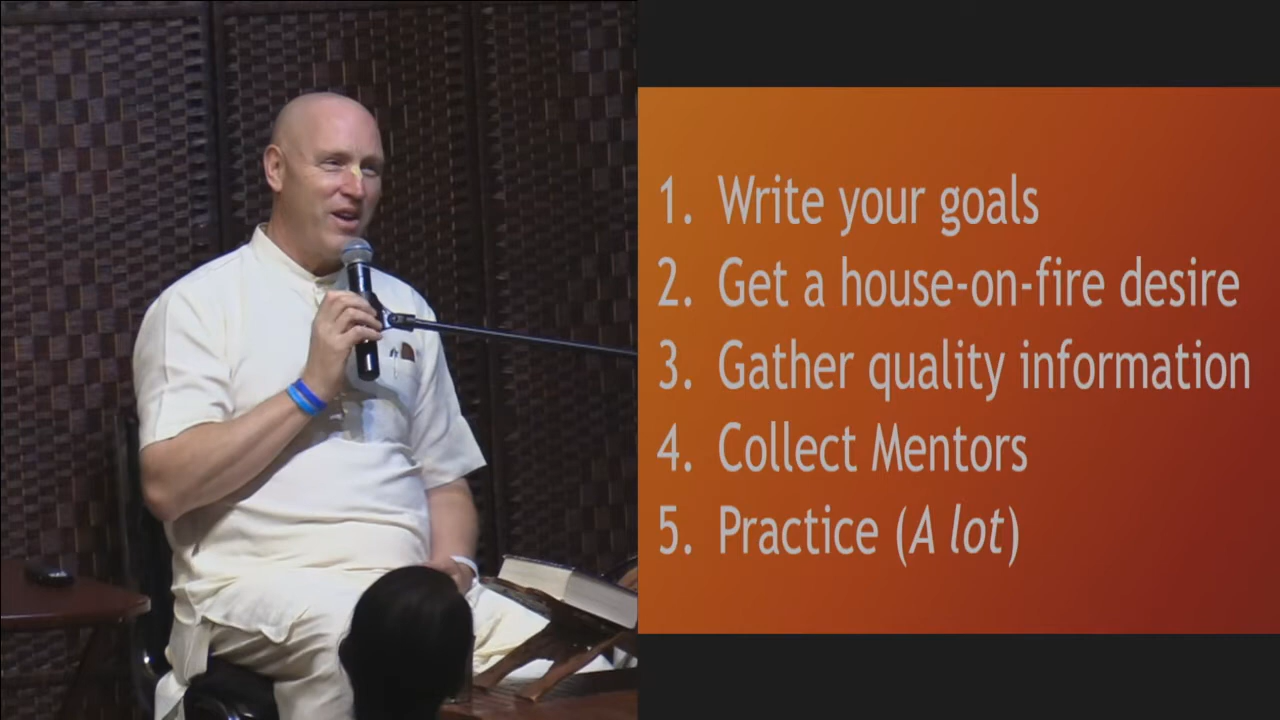 1. Write your goals
2. Get a house-on-fire desire
3. Gather quality information
4. Collect Mentors
5. Practice (A lot)